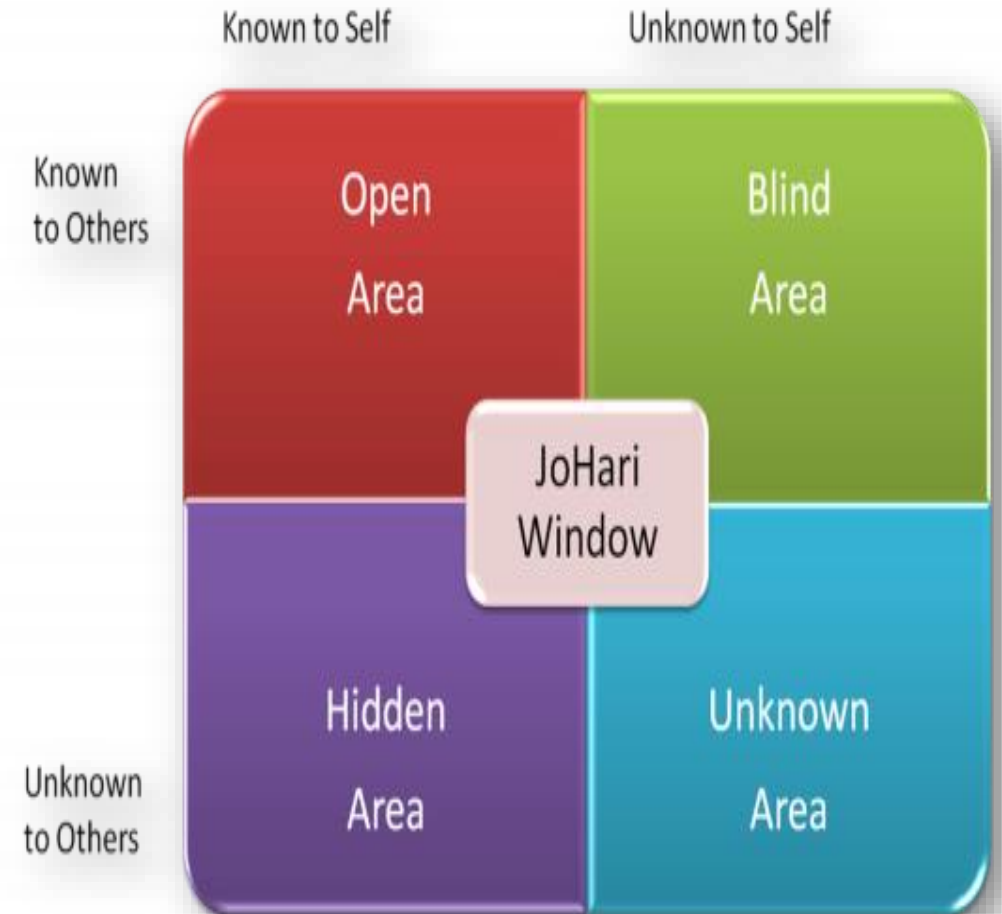 Known to Self
Unknown to Self
Known
to Others
Open
Area
Blind
Area
JoHari
Window
Hidden
Area
Unknown
Area
Unknown
to Others